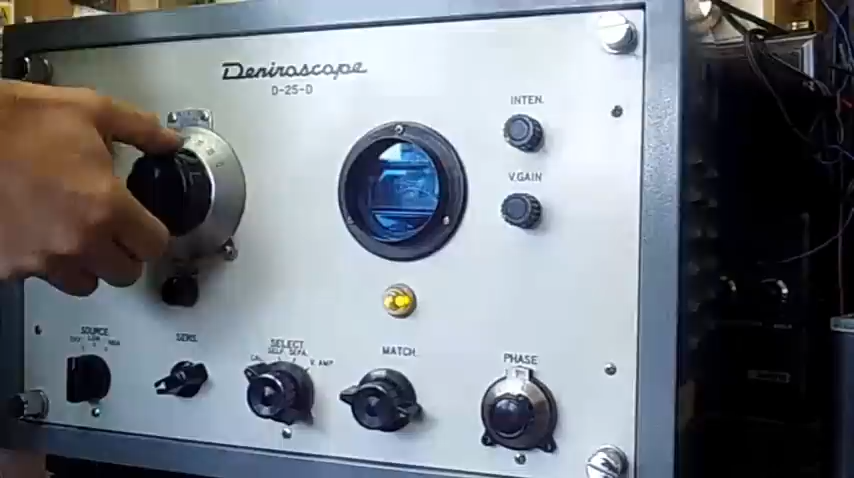 Deniroscope
D-25-D
INTEN.
V.GAIN
SOURCE
SENS.
SELECT
SELF. SEPA.
CAL.
V. AMP
MATCH.
PHASE